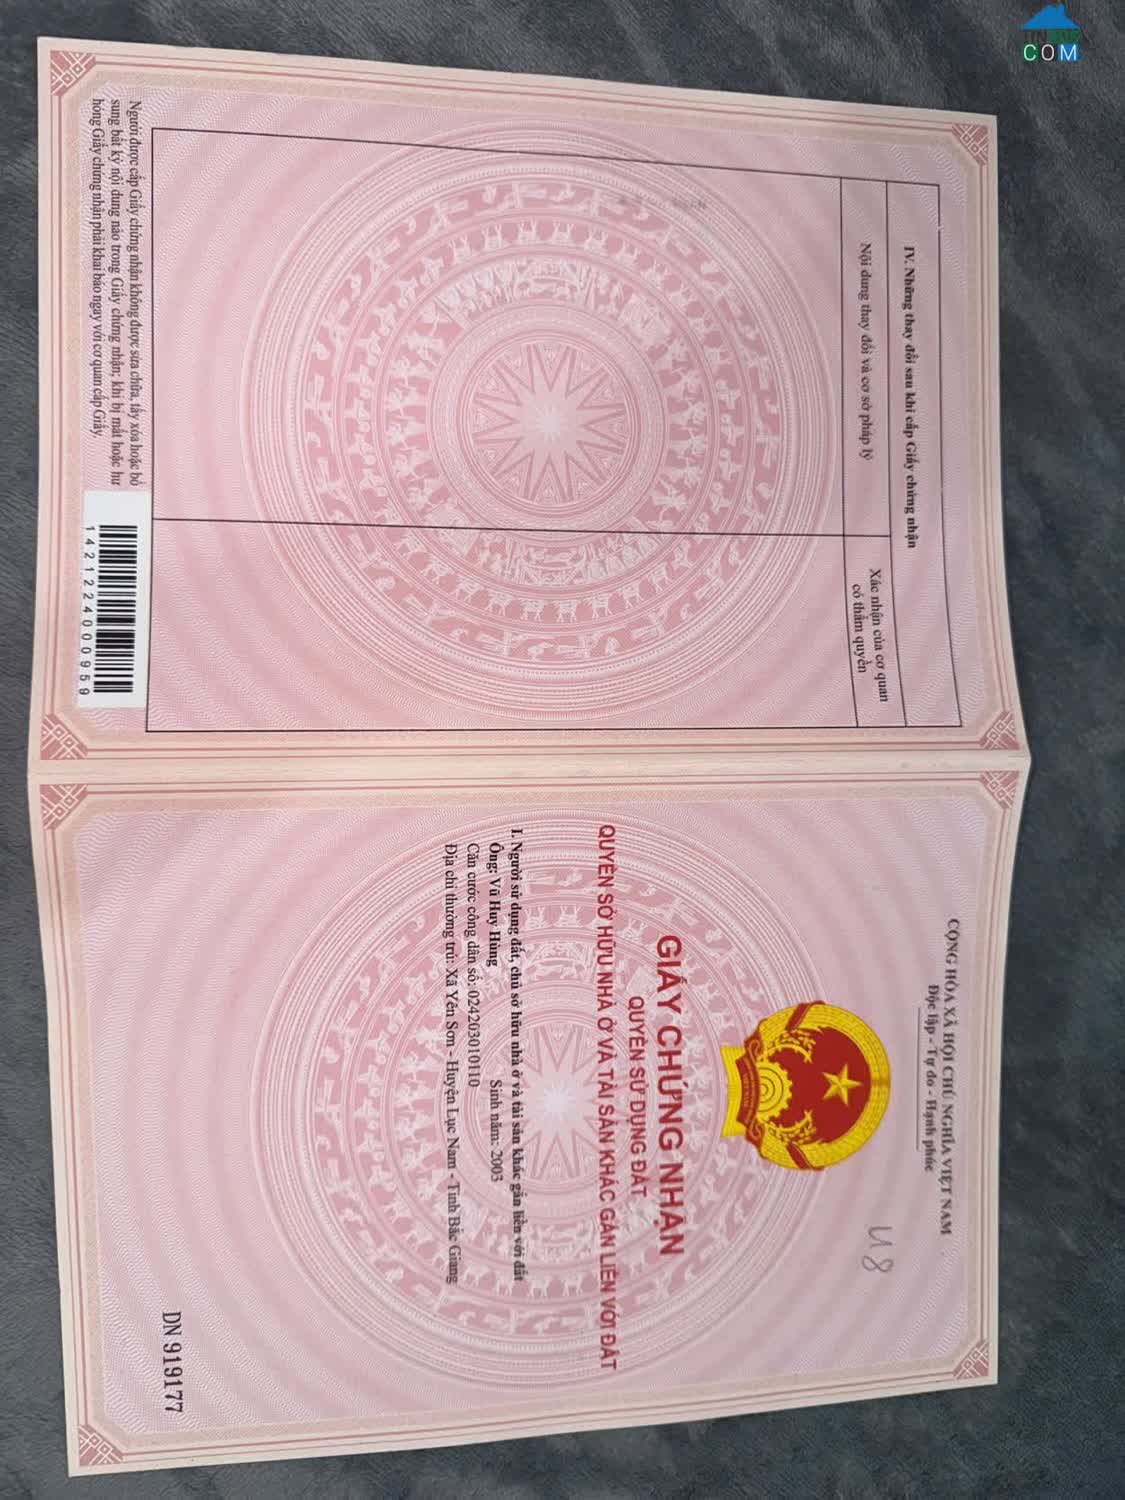 COM
IV. Những thay đổi sau khi cấp Giấy chứng nhận
Nội dung thay đổi và cơ sở pháp lý
Xác nhận của cơ quan
có thẩm quyền
Người được cấp Giấy chứng nhận không được sửa chữa, tẩy xóa hoặc bổ
sung bất kỳ nội dung nào trong Giấy chứng nhận; khi bị mất hoặc hư
hỏng Giấy chứng nhận phải khai báo ngay với cơ quan cấp Giấy.
1421224000959
CỘNG HÒA XÃ HỘI CHỦ NGHĨA VIỆT NAM
Độc lập - Tự do - Hạnh phúc
U8
GIẤY CHỨNG NHẬN
QUYỀN SỬ DỤNG ĐẤT
QUYỀN SỞ HỮU NHÀ Ở VÀ TÀI SẢN KHÁC GẮN LIỀN VỚI ĐẤT
I. Người sử dụng đất, chủ sở hữu nhà ở và tài sản khác gắn liền với đất
Ông: Vũ Huy Hùng Sinh năm: 2003
Căn cước công dân số: 024203010110
Địa chỉ thường trú: Xã Yên Sơn - Huyện Lục Nam - Tỉnh Bắc Giang
DN 919177